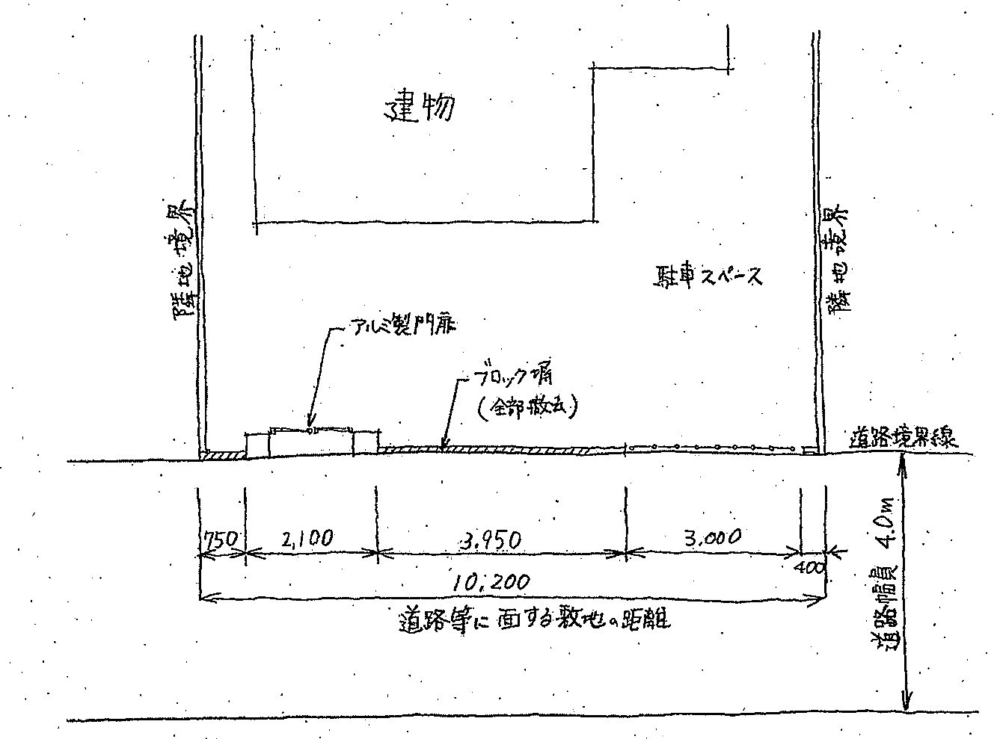 建物
隣地境界
隣地境界
駐車スペース
アルミ製門扉
ブロック塀
(全部撤去)
道路境界線
750
2,100
3,950
3,000
400
10,200
道路等に面する敷地の距離
道路幅員 4.0m